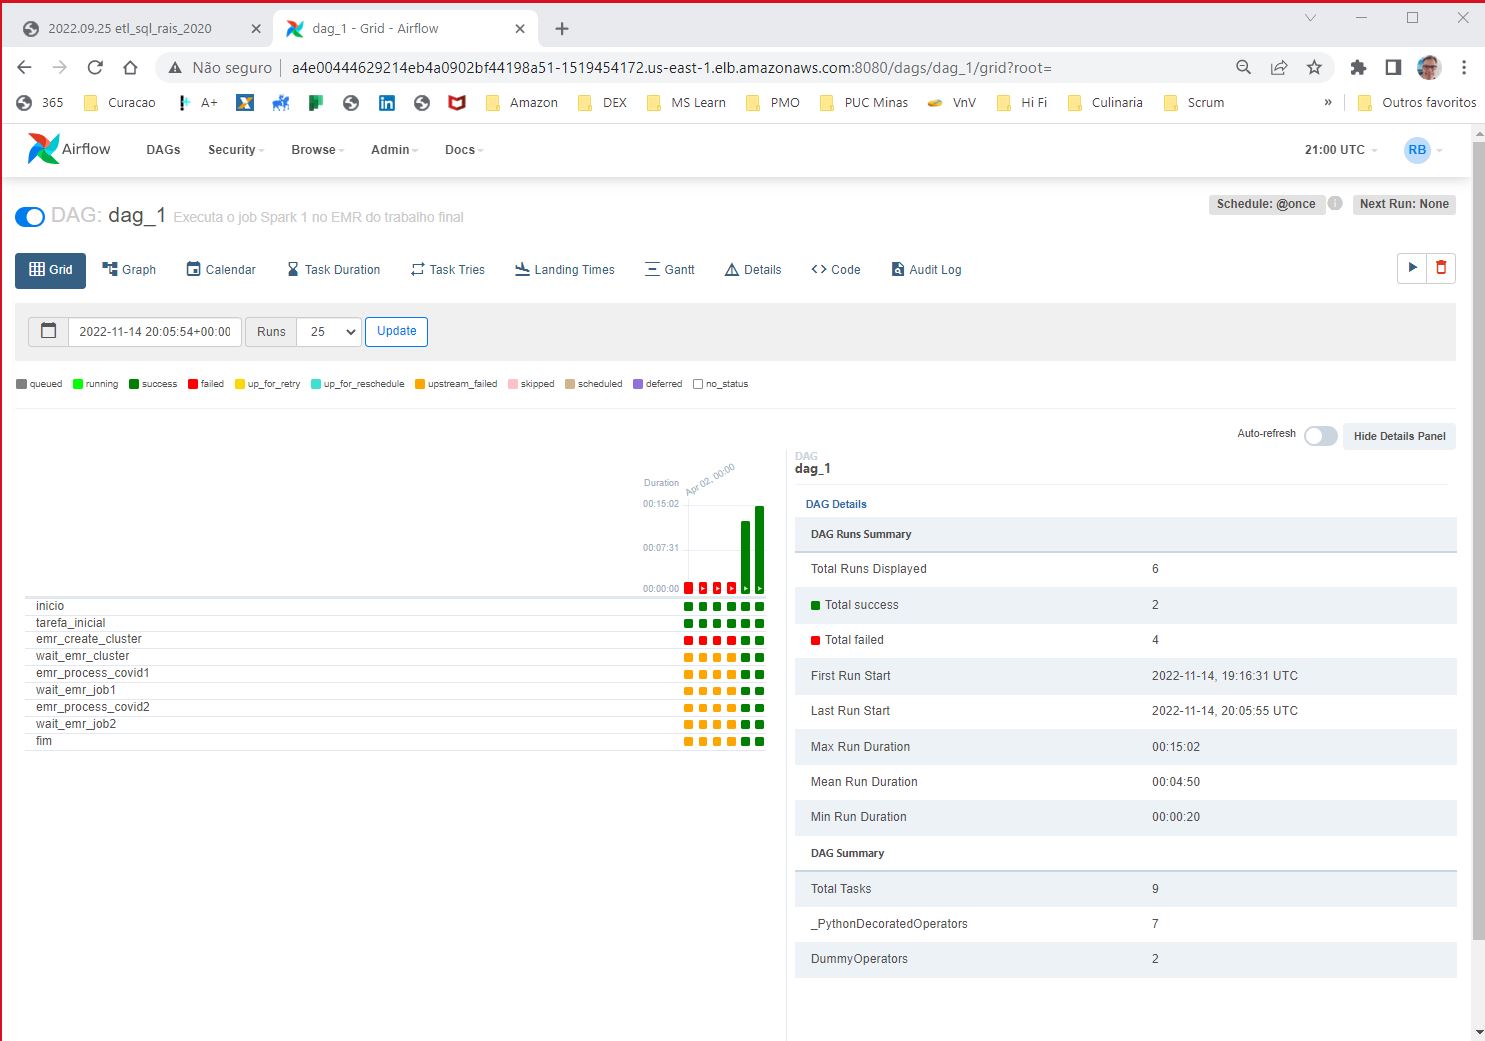 2022.09.25 etl_sql_rais_2020
dag_1 - Grid - Airflow
Não seguro
a4e00444629214eb4a0902bf44198a51-1519454172.us-east-1.elb.amazonaws.com:8080/dags/dag_1/grid?root=
365 Curacao A+ Amazon DEX MS Learn PMO PUC Minas VnV Hi Fi Culinaria Scrum » Outros favoritos
Airflow DAGs Security Browse Admin Docs 21:00 UTC RB
DAG: dag_1 Executa o job Spark 1 no EMR do trabalho final
Schedule: @once Next Run: None
Grid Graph Calendar Task Duration Task Tries Landing Times Gantt Details Code Audit Log
2022-11-14 20:05:54+00:00 Runs 25 Update
queued running success failed up_for_retry up_for_reschedule upstream_failed skipped scheduled deferred no_status
Auto-refresh Hide Details Panel
Duration
Apr 02, 00:00
00:15:02
00:07:31
00:00:00
inicio
tarefa_inicial
emr_create_cluster
wait_emr_cluster
emr_process_covid1
wait_emr_job1
emr_process_covid2
wait_emr_job2
fim
DAG
dag_1
DAG Details
DAG Runs Summary
Total Runs Displayed 6
Total success 2
Total failed 4
First Run Start 2022-11-14, 19:16:31 UTC
Last Run Start 2022-11-14, 20:05:55 UTC
Max Run Duration 00:15:02
Mean Run Duration 00:04:50
Min Run Duration 00:00:20
DAG Summary
Total Tasks 9
_PythonDecoratedOperators 7
DummyOperators 2